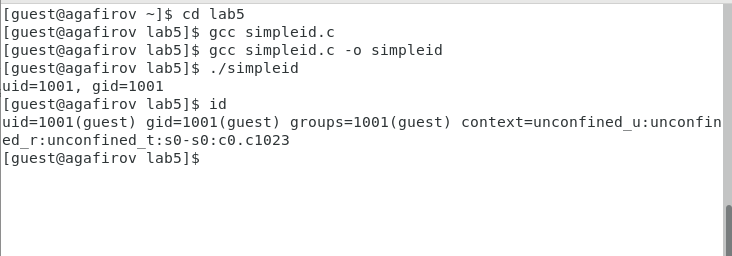 [guest@agafirov ~]$ cd lab5
[guest@agafirov lab5]$ gcc simpleid.c
[guest@agafirov lab5]$ gcc simpleid.c -o simpleid
[guest@agafirov lab5]$ ./simpleid
uid=1001, gid=1001
[guest@agafirov lab5]$ id
uid=1001(guest) gid=1001(guest) groups=1001(guest) context=unconfined_u:unconfin
ed_r:unconfined_t:s0-s0:c0.c1023
[guest@agafirov lab5]$